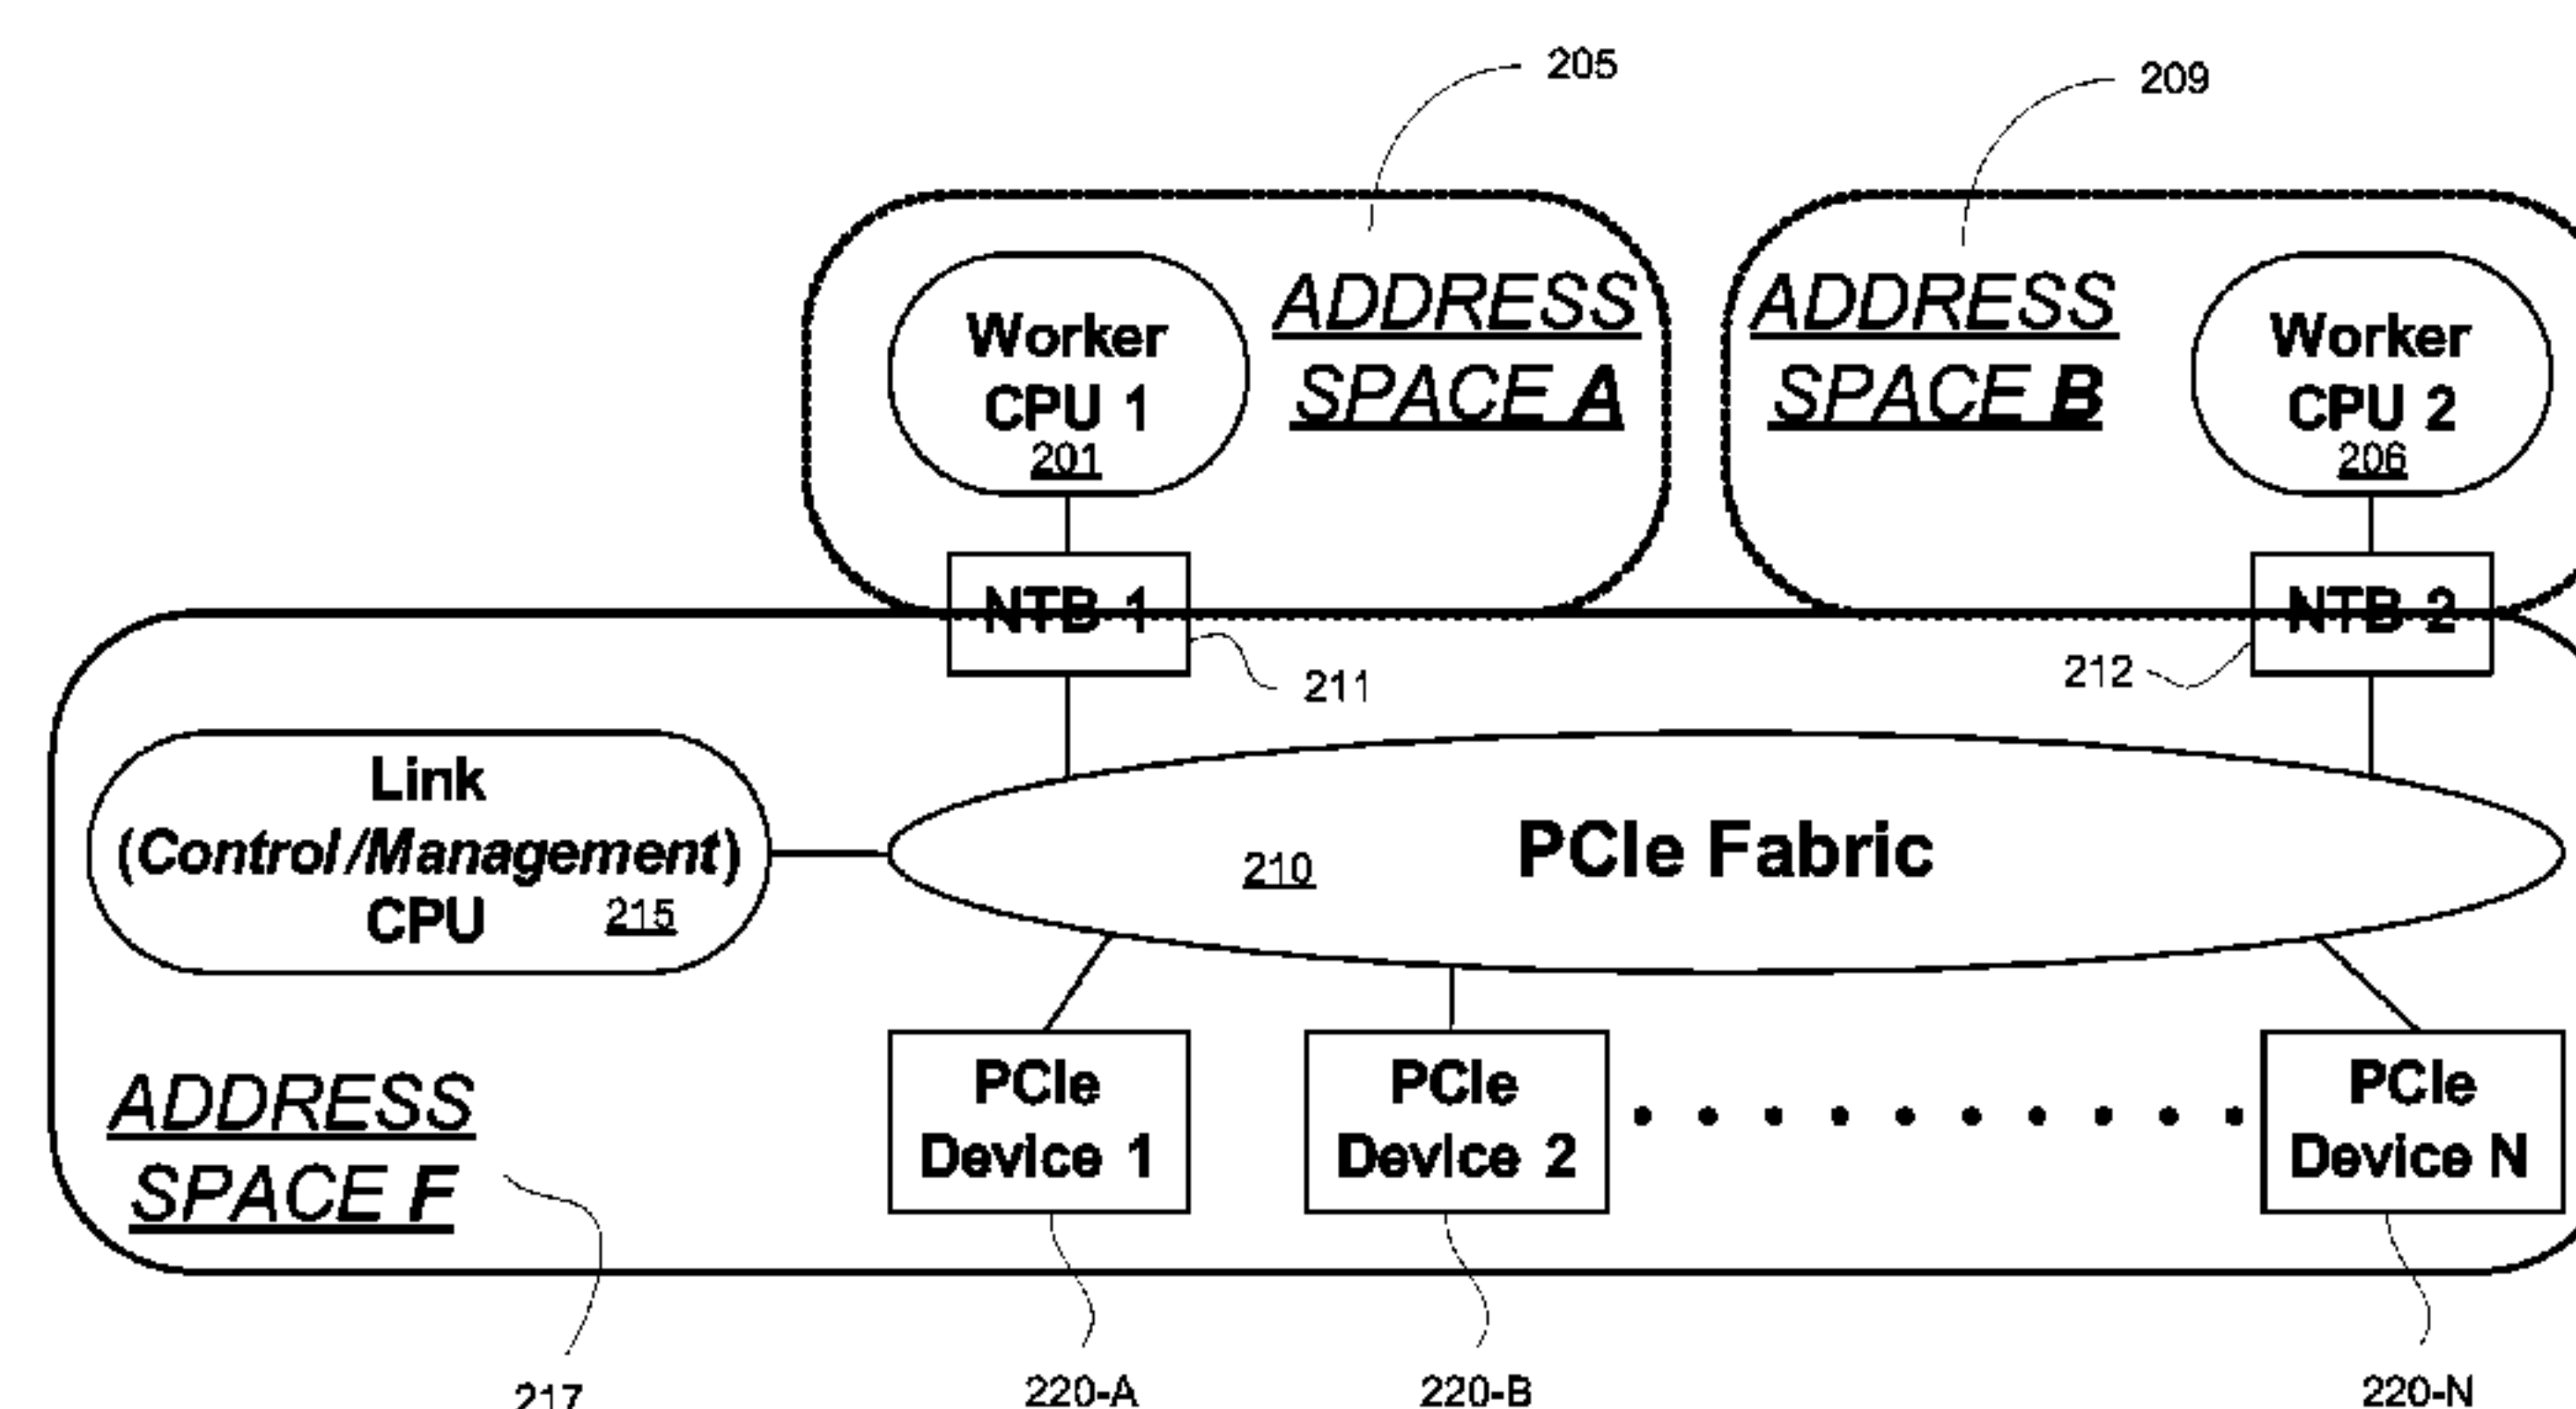 205
209
Worker
CPU 1
201
ADDRESS
SPACE A
ADDRESS
SPACE B
Worker
CPU 2
206
NTB 1
211
NTB 2
212
Link
(Control/Management)
CPU 215
210
PCIe Fabric
ADDRESS
SPACE F
PCIe
Device 1
PCIe
Device 2
PCIe
Device N
217
220-A
220-B
220-N